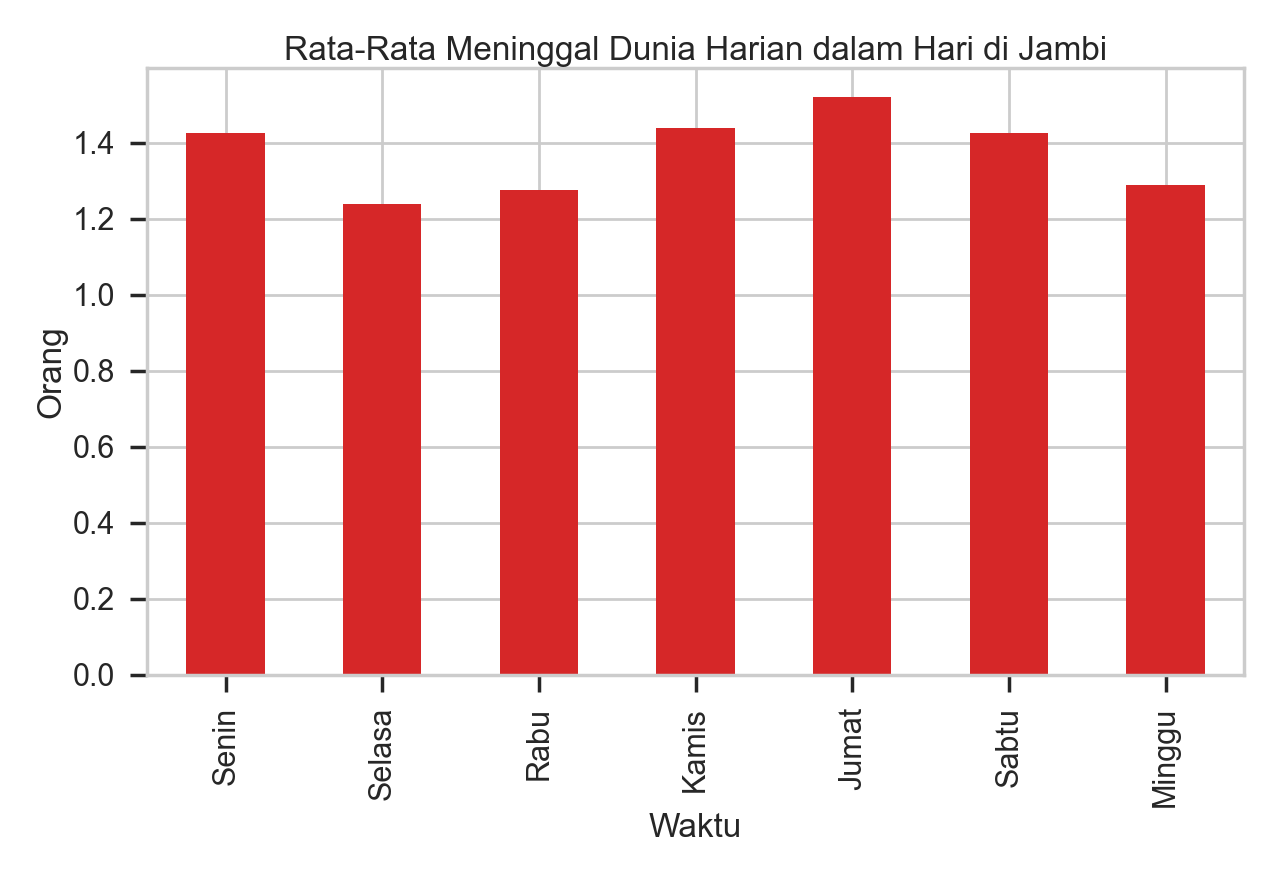 Rata-Rata Meninggal Dunia Harian dalam Hari di Jambi
1.4
1.2
1.0
0.8
0.6
0.4
0.2
0.0
Orang
Senin
Selasa
Rabu
Kamis
Jumat
Sabtu
Minggu
Waktu